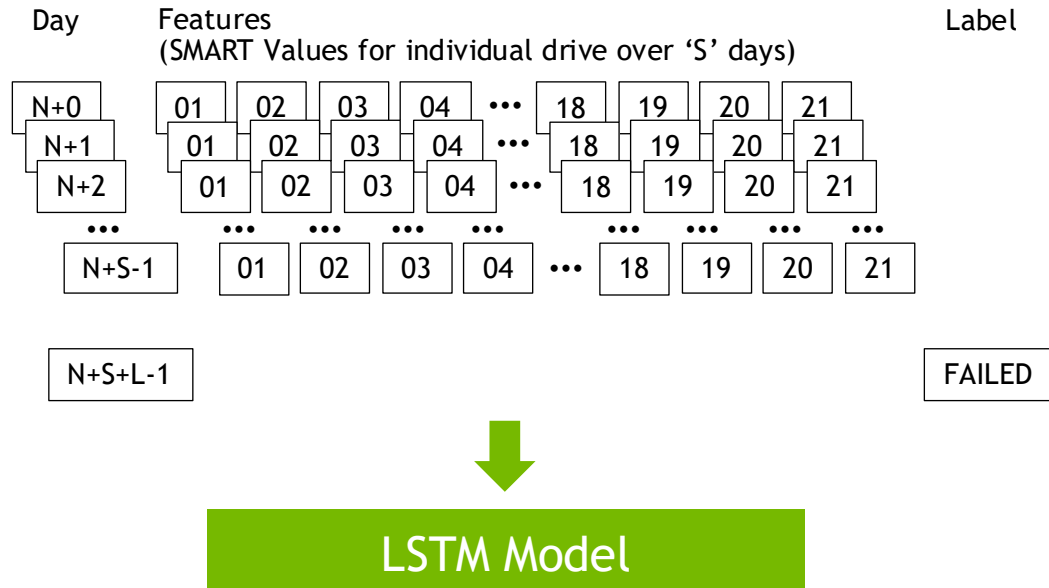 Day Features Label
(SMART Values for individual drive over ‘S’ days)
N+0 01 02 03 04 ••• 18 19 20 21
N+1 01 02 03 04 ••• 18 19 20 21
N+2 01 02 03 04 ••• 18 19 20 21
••• ••• ••• ••• ••• ••• ••• ••• •••
N+S-1 01 02 03 04 ••• 18 19 20 21
N+S+L-1 FAILED
LSTM Model